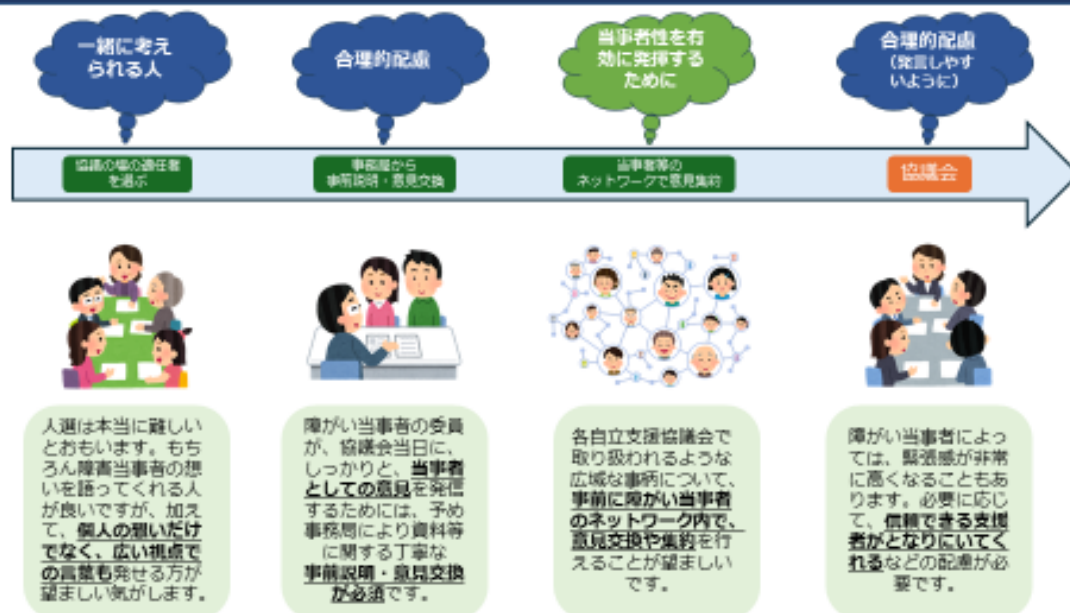 一緒に考え
られる人
合理的配慮
当事者性を有
効に発揮する
ために
合理的配慮
（発言しやす
いように）
協議の場の適任者
を選ぶ
事務局から
事前説明・意見交換
当事者等の
ネットワークで意見集約
協議会
人選は本当に難しい
とおもいます。もち
ろん障害当事者の想
いを語ってくれる人
が良いですが、加え
て、個人の想いだけ
でなく、広い視点で
の言葉も発せる方が
望ましい気がします。
障がい当事者の委員
が、協議会当日に、
しっかりと、当事者
としての意見を発信
するためには、予め
事務局により資料等
に関する丁寧な
事前説明・意見交換
が必須です。
各自立支援協議会で
取り扱われるような
広域な事柄について、
事前に障がい当事者
のネットワーク内で、
意見交換や集約を行
えることが望ましい
です。
障がい当事者によっ
ては、緊張感が非常
に高くなることもあ
ります。必要に応じ
て、信頼できる支援
者がとなりにいてく
れるなどの配慮が必
要です。